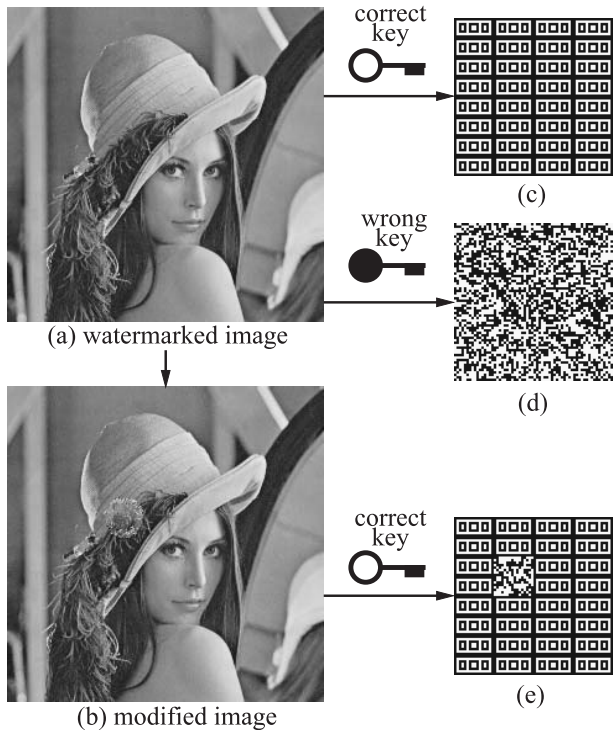 correct
key
(c)
wrong
key
(a) watermarked image
(d)
correct
key
(b) modified image
(e)